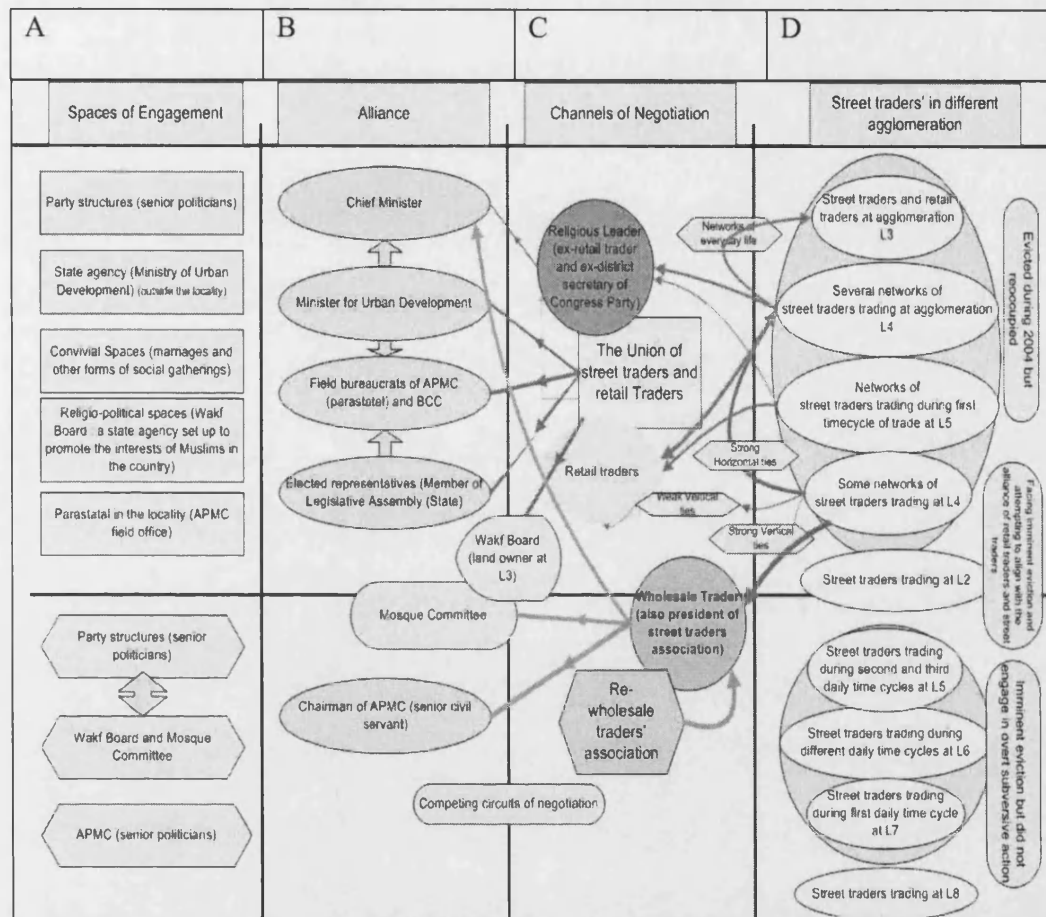 A
B
C
D
Spaces of Engagement
Alliance
Channels of Negotiation
Street traders' in different
agglomeration
Party structures (senior politicians)
State agency (Ministry of Urban
Development) (outside the locality)
Convivial Spaces (marriages and
other forms of social gatherings)
Religio-political spaces (Wakf
Board : a state agency set up to
promote the interests of Muslims in
the country)
Parastatal in the locality (APMC
field office)
Party structures (senior
politicians)
Wakf Board and Mosque
Committee
APMC (senior politicians)
Chief Minister
Minister for Urban Development
Field bureaucrats of APMC
(parastatal) and BCC
Elected representatives (Member of
Legislative Assembly (State)
Wakf Board
(land owner at
L3)
Mosque Committee
Chairman of APMC (senior civil
servant)
Competing circuits of negotiation
Religious Leader
(ex-retail trader
and ex-district
secretary of
Congress Party)
The Union of
street traders and
retail Traders
Retail traders
Networks of
everyday life
Strong
Horizontal ties
Weak Vertical
ties
Strong Vertical
ties
Wholesale Trader
(also president of
street traders
association)
Re-
wholesale
traders'
association
Street traders and retail
traders at agglomeration
L3
Several networks of
street traders trading at agglomeration
L4
Networks of
street traders trading during first
timecycle of trade at L5
Some networks of
street traders trading at L4
Street traders trading at L2
Street traders trading
during second and third
daily time cycles at L5
Street traders trading during
different daily time cycles at L6
Street traders trading
during first daily time cycle
at L7
Street traders trading at L8
Evicted during 2004 but
reoccupied
Facing imminent eviction and
attempting to align with the
alliance of retail traders and street
traders
Imminent eviction but did not
engage in overt subversive action